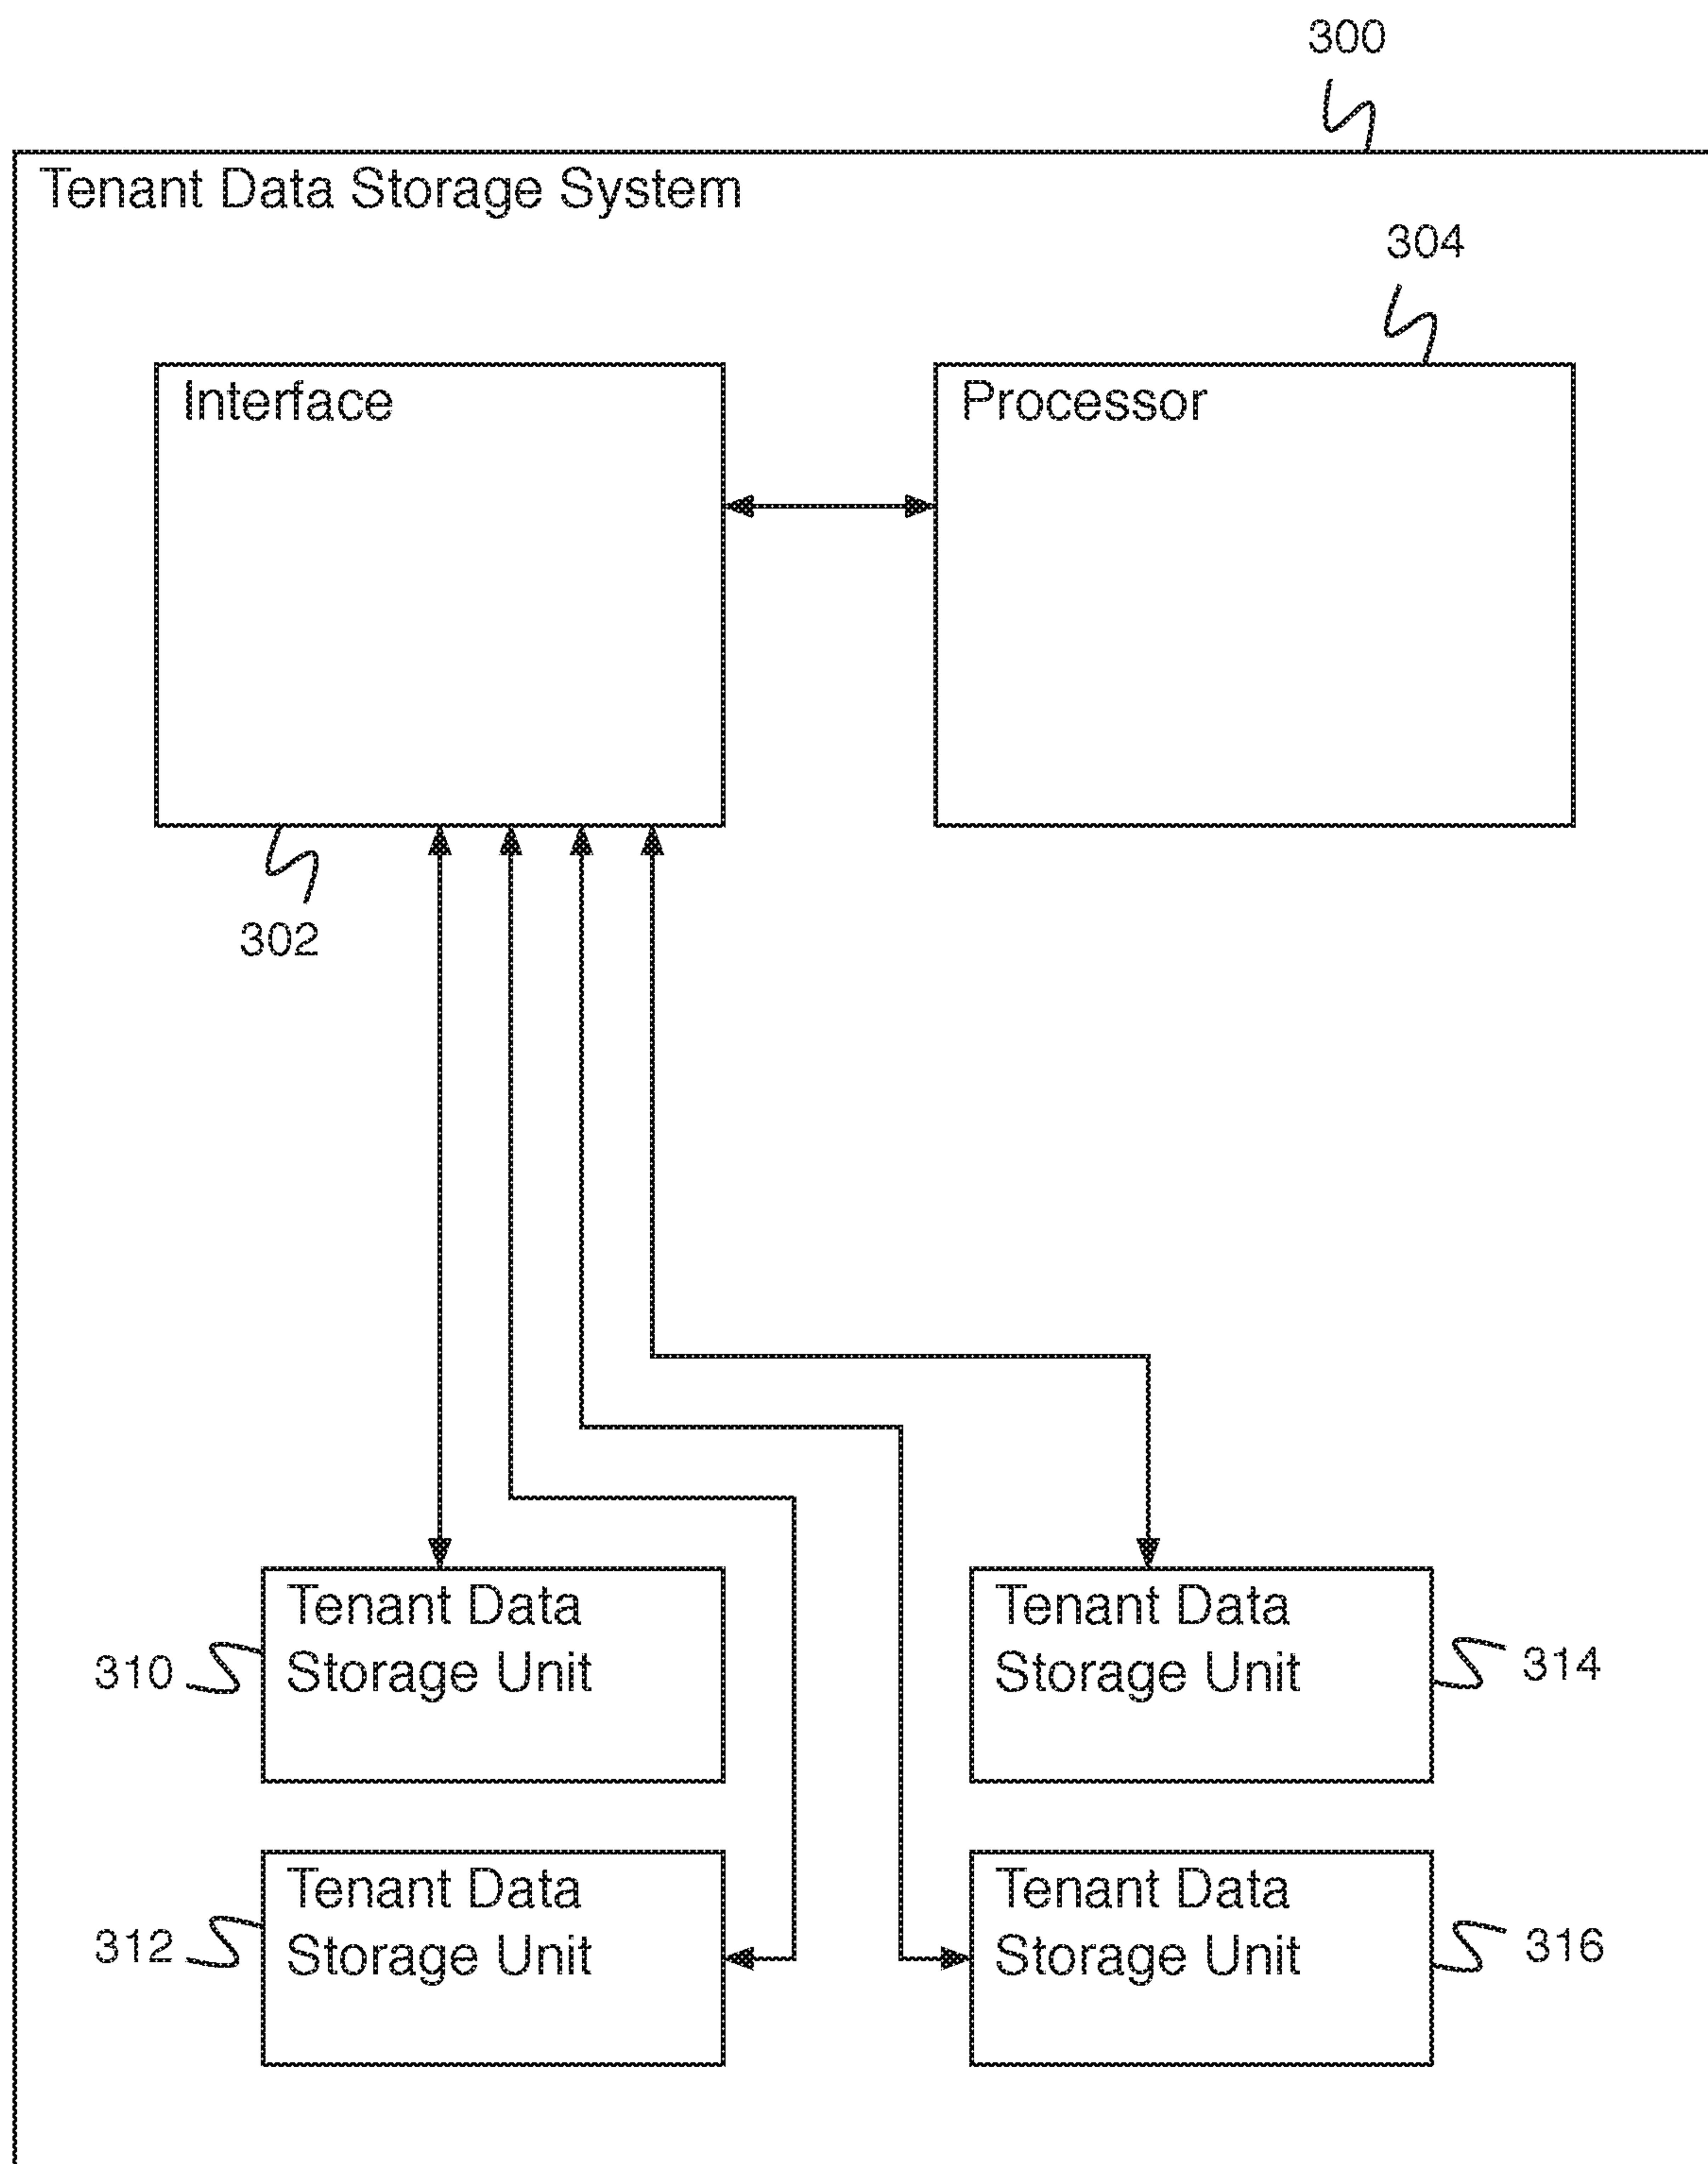 300
Tenant Data Storage System
304
Interface
Processor
302
Tenant Data
Storage Unit
310
Tenant Data
Storage Unit
314
Tenant Data
Storage Unit
312
Tenant Data
Storage Unit
316